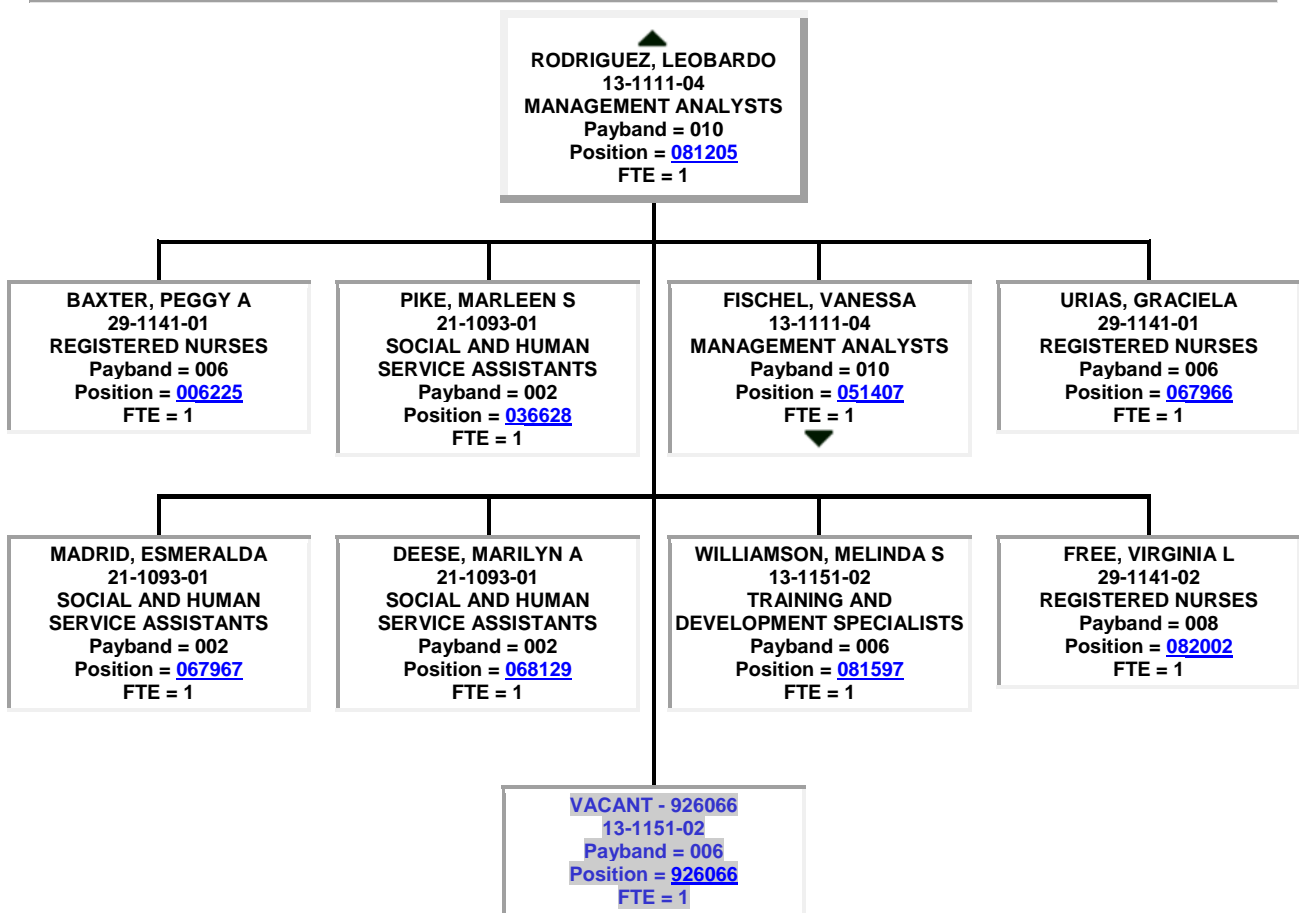 RODRIGUEZ, LEOBARDO
13-1111-04
MANAGEMENT ANALYSTS
Payband = 010
Position = 081205
FTE = 1
BAXTER, PEGGY A
29-1141-01
REGISTERED NURSES
Payband = 006
Position = 006225
FTE = 1
PIKE, MARLEEN S
21-1093-01
SOCIAL AND HUMAN
SERVICE ASSISTANTS
Payband = 002
Position = 036628
FTE = 1
FISCHEL, VANESSA
13-1111-04
MANAGEMENT ANALYSTS
Payband = 010
Position = 051407
FTE = 1
URIAS, GRACIELA
29-1141-01
REGISTERED NURSES
Payband = 006
Position = 067966
FTE = 1
MADRID, ESMERALDA
21-1093-01
SOCIAL AND HUMAN
SERVICE ASSISTANTS
Payband = 002
Position = 067967
FTE = 1
DEESE, MARILYN A
21-1093-01
SOCIAL AND HUMAN
SERVICE ASSISTANTS
Payband = 002
Position = 068129
FTE = 1
WILLIAMSON, MELINDA S
13-1151-02
TRAINING AND
DEVELOPMENT SPECIALISTS
Payband = 006
Position = 081597
FTE = 1
FREE, VIRGINIA L
29-1141-02
REGISTERED NURSES
Payband = 008
Position = 082002
FTE = 1
VACANT - 926066
13-1151-02
Payband = 006
Position = 926066
FTE = 1